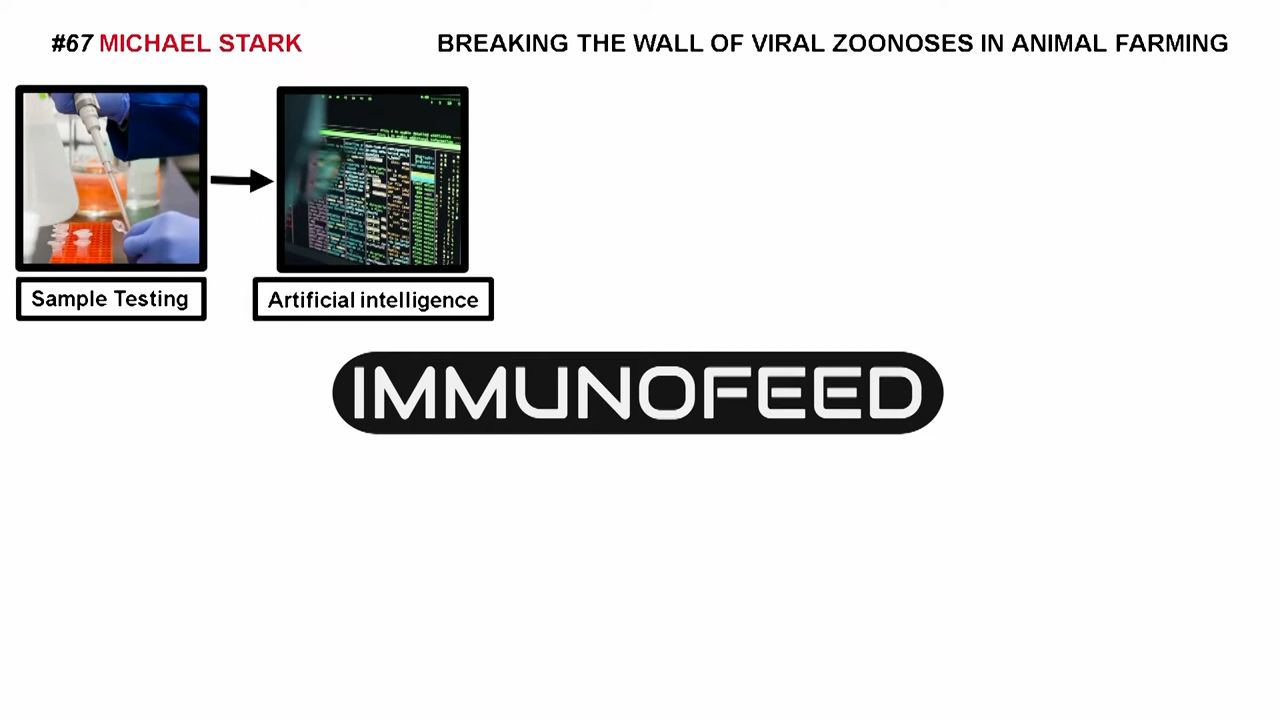 #67 MICHAEL STARK
BREAKING THE WALL OF VIRAL ZOONOSES IN ANIMAL FARMING
Sample Testing
Artificial intelligence
IMMUNOFEED